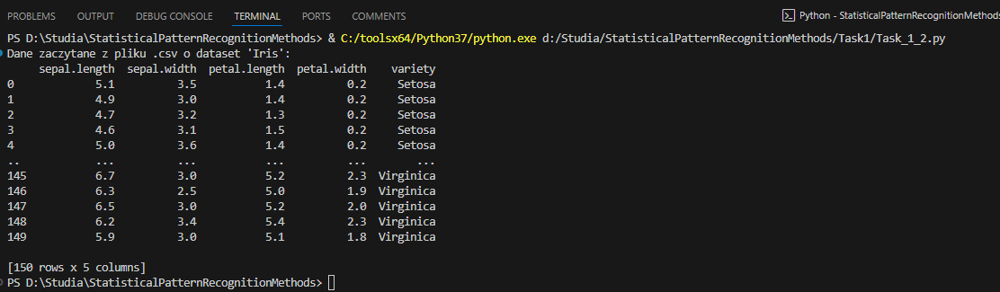 PROBLEMS OUTPUT DEBUG CONSOLE TERMINAL PORTS COMMENTS Python - StatisticalPatternRecognitionMethods
PS D:\Studia\StatisticalPatternRecognitionMethods> & C:/toolsx64/Python37/python.exe d:/Studia/StatisticalPatternRecognitionMethods/Task1/Task_1_2.py
Dane zaczytane z pliku .csv o dataset 'Iris':
     sepal.length  sepal.width  petal.length  petal.width    variety
0             5.1          3.5           1.4          0.2     Setosa
1             4.9          3.0           1.4          0.2     Setosa
2             4.7          3.2           1.3          0.2     Setosa
3             4.6          3.1           1.5          0.2     Setosa
4             5.0          3.6           1.4          0.2     Setosa
..            ...          ...           ...          ...        ...
145           6.7          3.0           5.2          2.3  Virginica
146           6.3          2.5           5.0          1.9  Virginica
147           6.5          3.0           5.2          2.0  Virginica
148           6.2          3.4           5.4          2.3  Virginica
149           5.9          3.0           5.1          1.8  Virginica
[150 rows x 5 columns]
PS D:\Studia\StatisticalPatternRecognitionMethods>